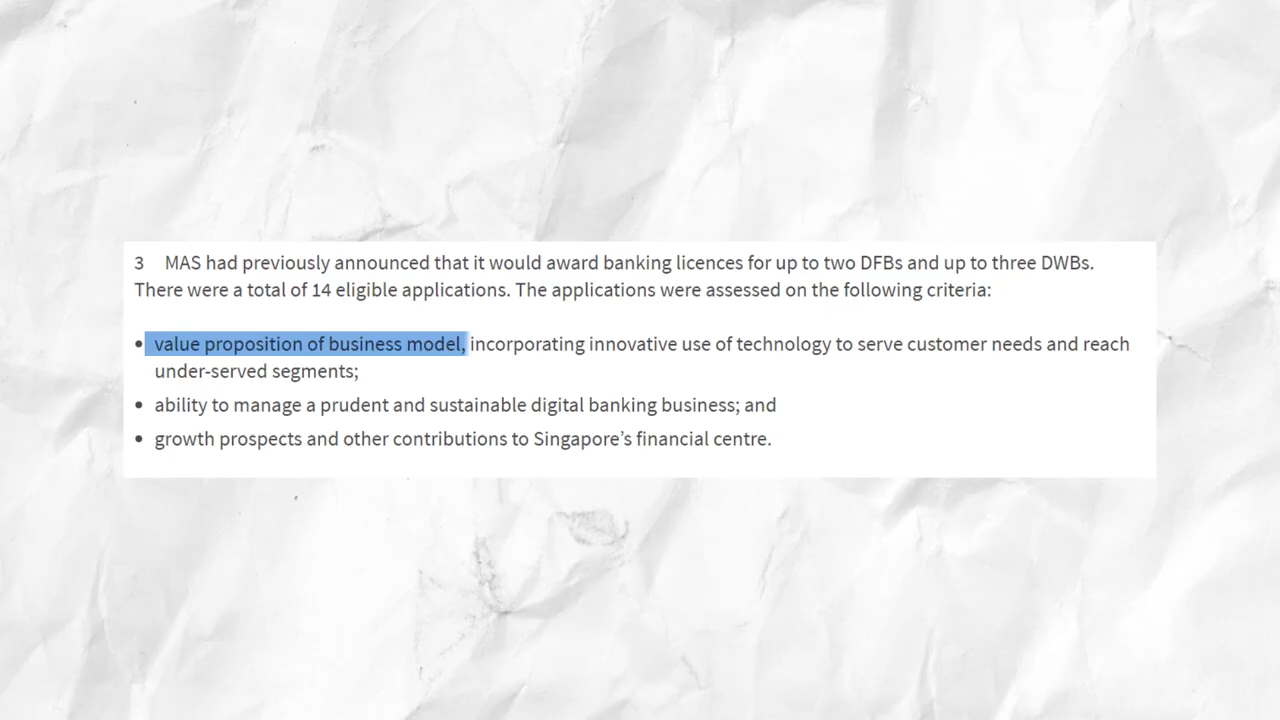 3 MAS had previously announced that it would award banking licences for up to two DFBs and up to three DWBs.
There were a total of 14 eligible applications. The applications were assessed on the following criteria:
• value proposition of business model, incorporating innovative use of technology to serve customer needs and reach
under-served segments;
• ability to manage a prudent and sustainable digital banking business; and
• growth prospects and other contributions to Singapore’s financial centre.